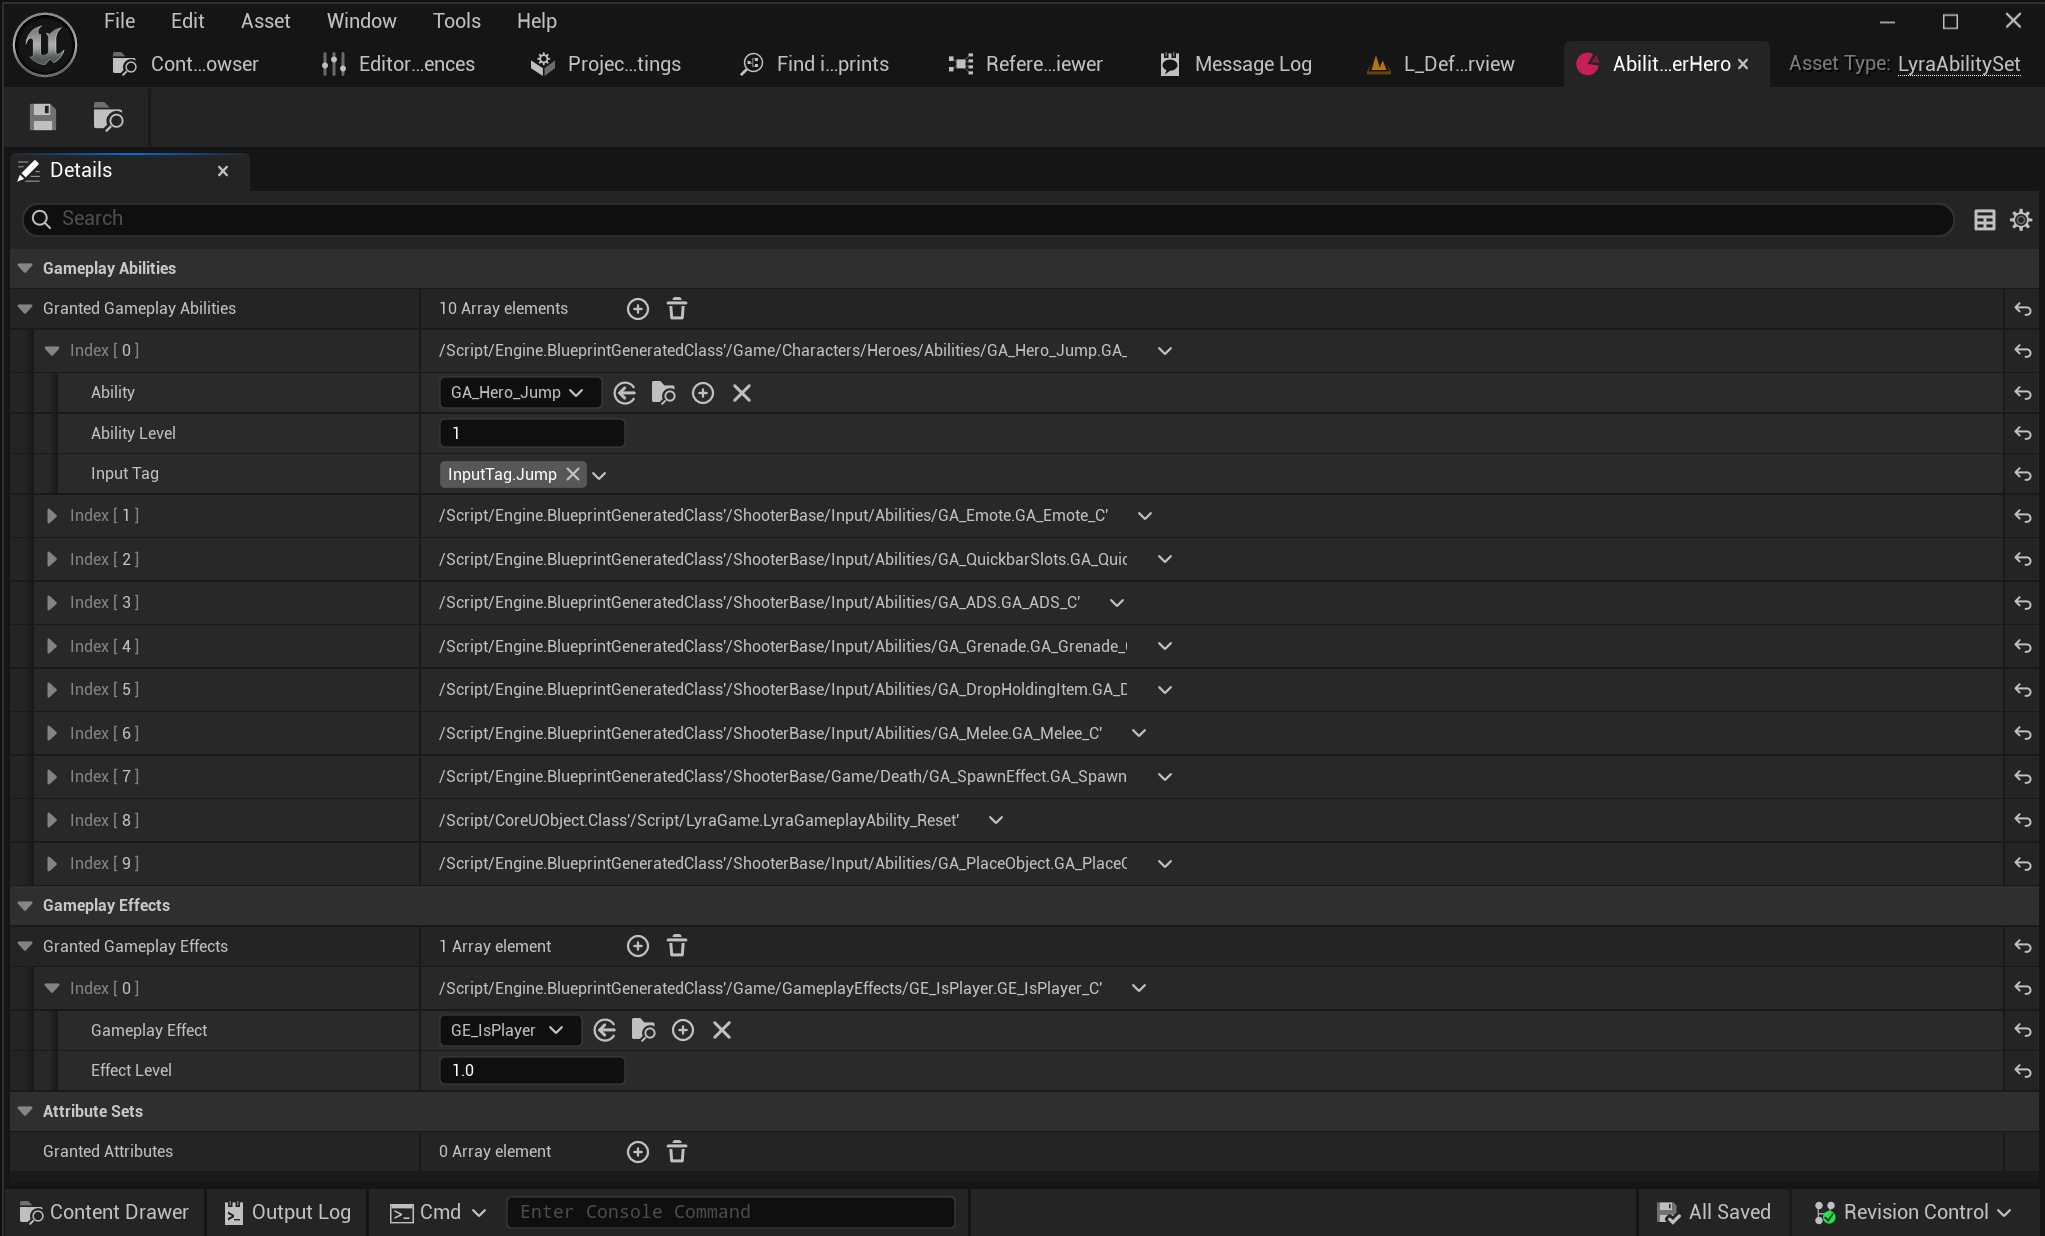 File Edit Asset Window Tools Help
Cont...owser Editor...ences Projec...tings Find i...prints Refere...iewer Message Log L_Def...rview Abilit...erHero Asset Type: LyraAbilitySet
Details
Search
Gameplay Abilities
Granted Gameplay Abilities 10 Array elements
Index [ 0 ] /Script/Engine.BlueprintGeneratedClass'/Game/Characters/Heroes/Abilities/GA_Hero_Jump.GA_
Ability GA_Hero_Jump
Ability Level 1
Input Tag InputTag.Jump
Index [ 1 ] /Script/Engine.BlueprintGeneratedClass'/ShooterBase/Input/Abilities/GA_Emote.GA_Emote_C'
Index [ 2 ] /Script/Engine.BlueprintGeneratedClass'/ShooterBase/Input/Abilities/GA_QuickbarSlots.GA_Quic
Index [ 3 ] /Script/Engine.BlueprintGeneratedClass'/ShooterBase/Input/Abilities/GA_ADS.GA_ADS_C'
Index [ 4 ] /Script/Engine.BlueprintGeneratedClass'/ShooterBase/Input/Abilities/GA_Grenade.GA_Grenade_
Index [ 5 ] /Script/Engine.BlueprintGeneratedClass'/ShooterBase/Input/Abilities/GA_DropHoldingItem.GA_D
Index [ 6 ] /Script/Engine.BlueprintGeneratedClass'/ShooterBase/Input/Abilities/GA_Melee.GA_Melee_C'
Index [ 7 ] /Script/Engine.BlueprintGeneratedClass'/ShooterBase/Game/Death/GA_SpawnEffect.GA_Spawn
Index [ 8 ] /Script/CoreUObject.Class'/Script/LyraGame.LyraGameplayAbility_Reset'
Index [ 9 ] /Script/Engine.BlueprintGeneratedClass'/ShooterBase/Input/Abilities/GA_PlaceObject.GA_PlaceO
Gameplay Effects
Granted Gameplay Effects 1 Array element
Index [ 0 ] /Script/Engine.BlueprintGeneratedClass'/Game/GameplayEffects/GE_IsPlayer.GE_IsPlayer_C'
Gameplay Effect GE_IsPlayer
Effect Level 1.0
Attribute Sets
Granted Attributes 0 Array element
Content Drawer Output Log Cmd Enter Console Command All Saved Revision Control